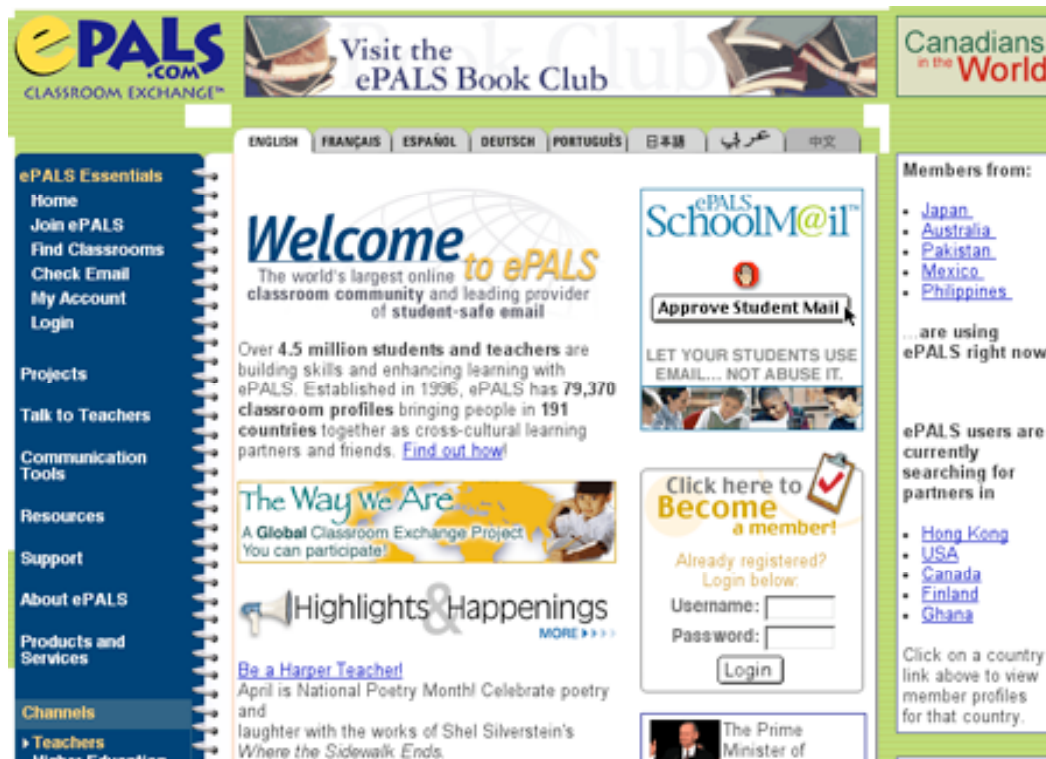 ePALS
.COM
CLASSROOM EXCHANGE™
Visit the
ePALS Book Club
Canadians
in the World
ENGLISH FRANÇAIS ESPAÑOL DEUTSCH PORTUGUÊS 日本語 عربي 中文
ePALS Essentials
Home
Join ePALS
Find Classrooms
Check Email
My Account
Login
Projects
Talk to Teachers
Communication
Tools
Resources
Support
About ePALS
Products and
Services
Channels
Teachers
Higher Education
Welcome
to ePALS
The world's largest online
classroom community and leading provider
of student-safe email
Over 4.5 million students and teachers are
building skills and enhancing learning with
ePALS. Established in 1996, ePALS has 79,370
classroom profiles bringing people in 191
countries together as cross-cultural learning
partners and friends. Find out how!
The Way We Are...
A Global Classroom Exchange Project
You can participate!
Highlights & Happenings
MORE
Be a Harper Teacher!
April is National Poetry Month! Celebrate poetry
and
laughter with the works of Shel Silverstein's
Where the Sidewalk Ends.
ePALS
SchoolM@il™
Approve Student Mail
LET YOUR STUDENTS USE
EMAIL... NOT ABUSE IT.
Click here to
Become
a member!
Already registered?
Login below:
Username:
Password:
Login
The Prime
Minister of
Members from:
Japan
Australia
Pakistan
Mexico
Philippines
...are using
ePALS right now
ePALS users are
currently
searching for
partners in
Hong Kong
USA
Canada
Finland
Ghana
Click on a country
link above to view
member profiles
for that country.